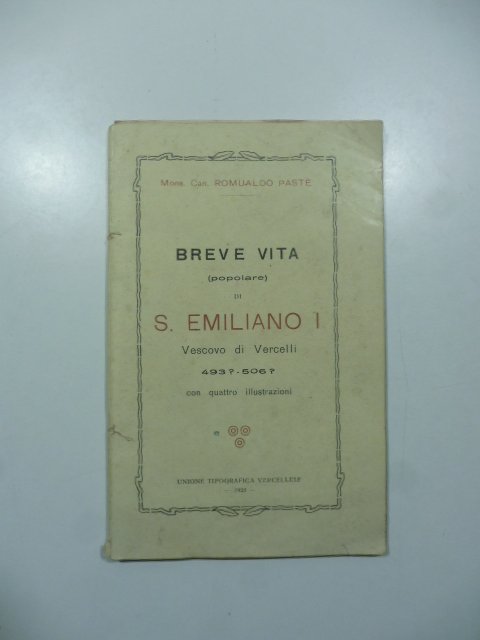 Mons. Can. ROMUALDO PASTÈ
BREVE VITA
(popolare)
DI
S. EMILIANO I
Vescovo di Vercelli
493?-506?
con quattro illustrazioni
UNIONE TIPOGRAFICA VERCELLESE